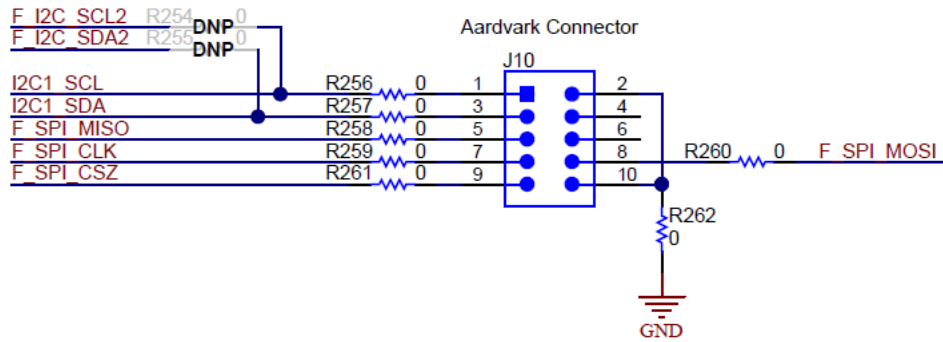 F_I2C_SCL2 R254 0
DNP
F_I2C_SDA2 R255 0
DNP
Aardvark Connector
J10
I2C1_SCL R256 0 1 2
I2C1_SDA R257 0 3 4
F_SPI_MISO R258 0 5 6
F_SPI_CLK R259 0 7 8 R260 0 F_SPI_MOSI
F_SPI_CSZ R261 0 9 10
R262
0
GND